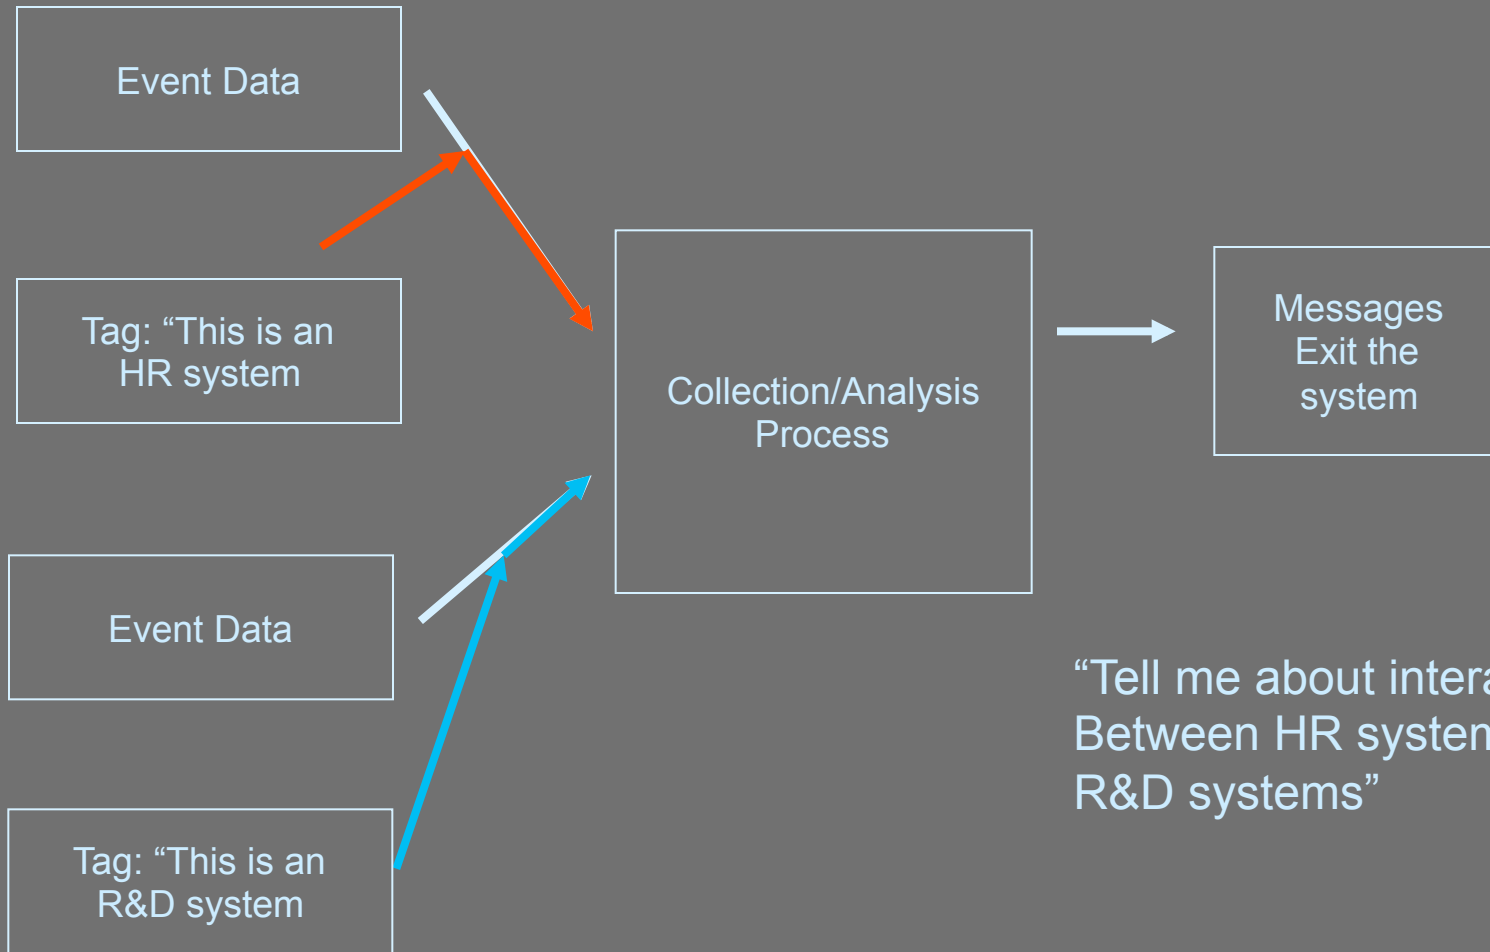 Event Data
Tag: “This is an
HR system
Collection/Analysis
Process
Messages
Exit the
system
Event Data
Tag: “This is an
R&D system
“Tell me about
Between HR
R&D systems”